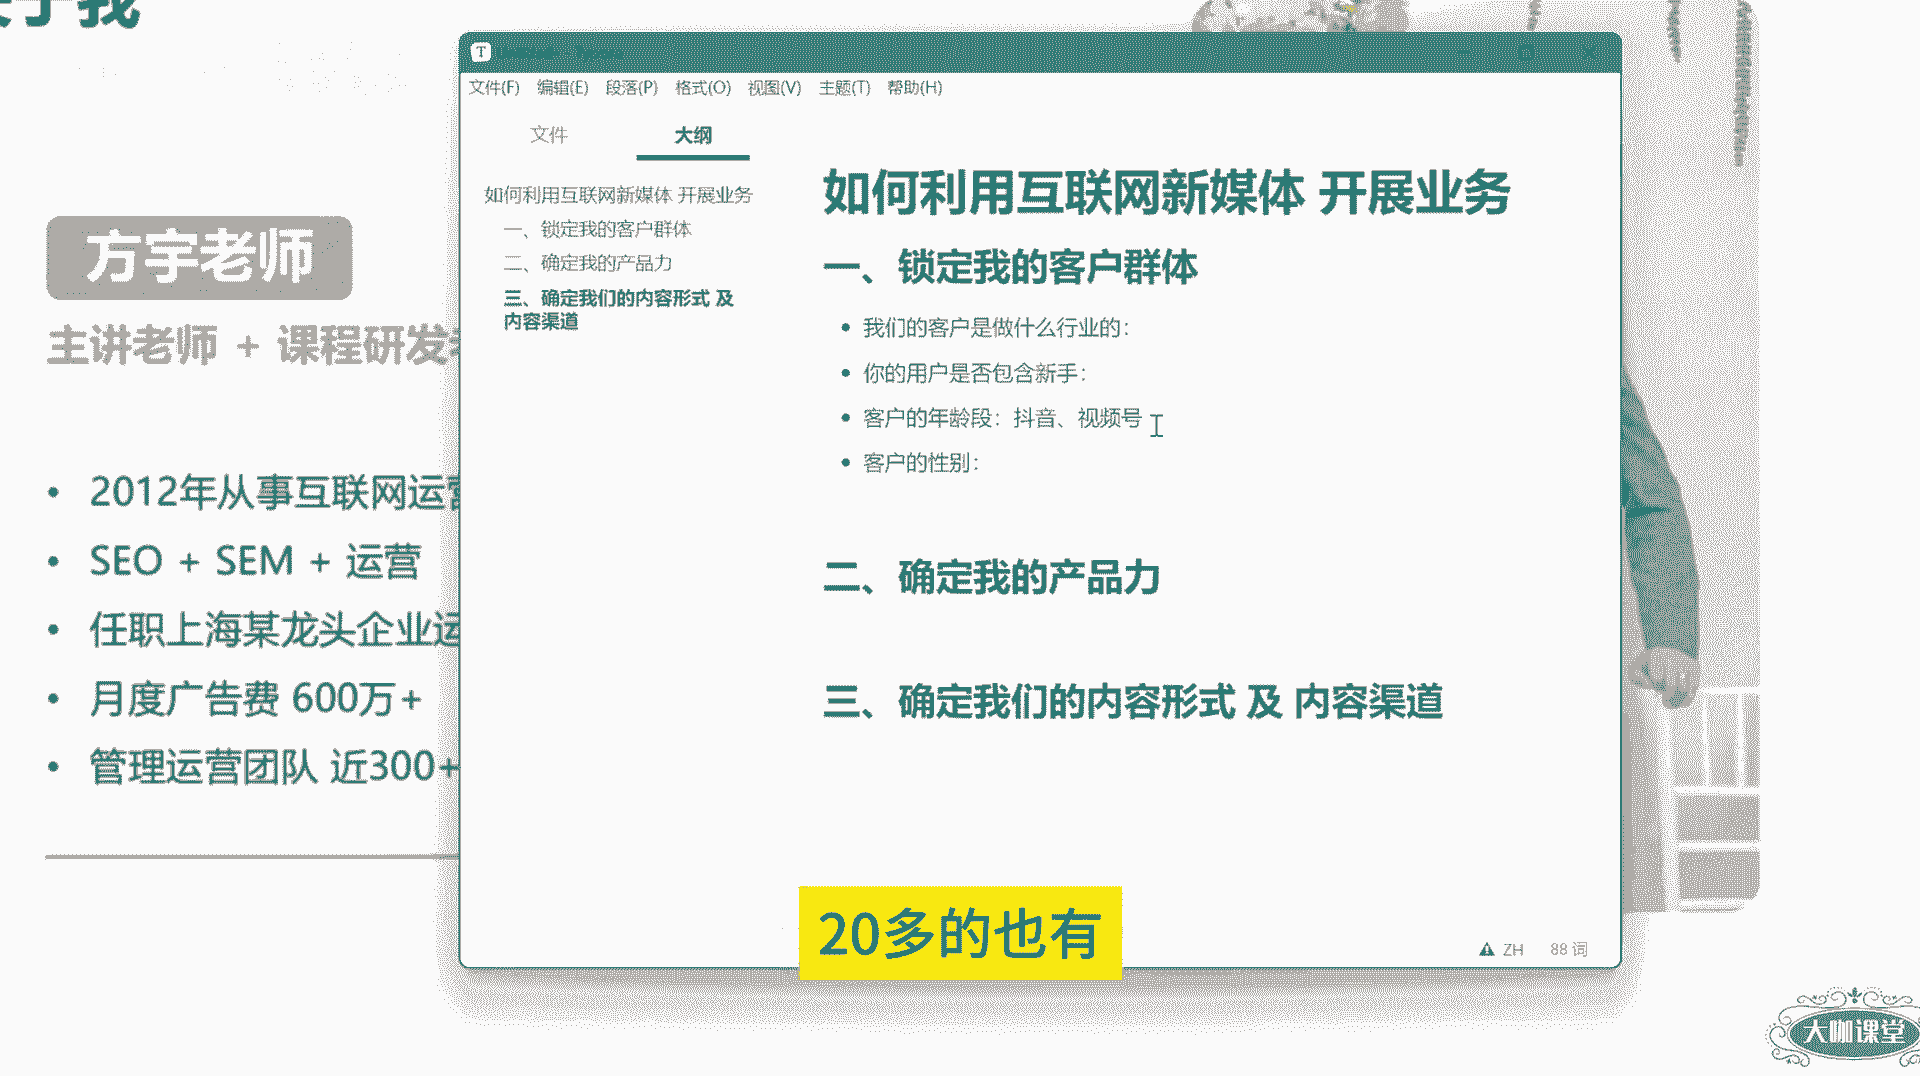 于我
方宇老师
主讲老师 + 课程研发
2012年从事互联网运营
SEO + SEM + 运营
任职上海某龙头企业运
月度广告费 600万+
管理运营团队 近300+
T
文件(F) 编辑(E) 段落(P) 格式(O) 视图(V) 主题(T) 帮助(H)
文件 大纲
如何利用互联网新媒体 开展业务
一、锁定我的客户群体
二、确定我的产品力
三、确定我们的内容形式 及
内容渠道
如何利用互联网新媒体 开展业务
一、锁定我的客户群体
我们的客户是做什么行业的：
你的用户是否包含新手：
客户的年龄段：抖音、视频号
客户的性别：
二、确定我的产品力
三、确定我们的内容形式 及 内容渠道
ZH 88 词
20多的也有
大咖课堂